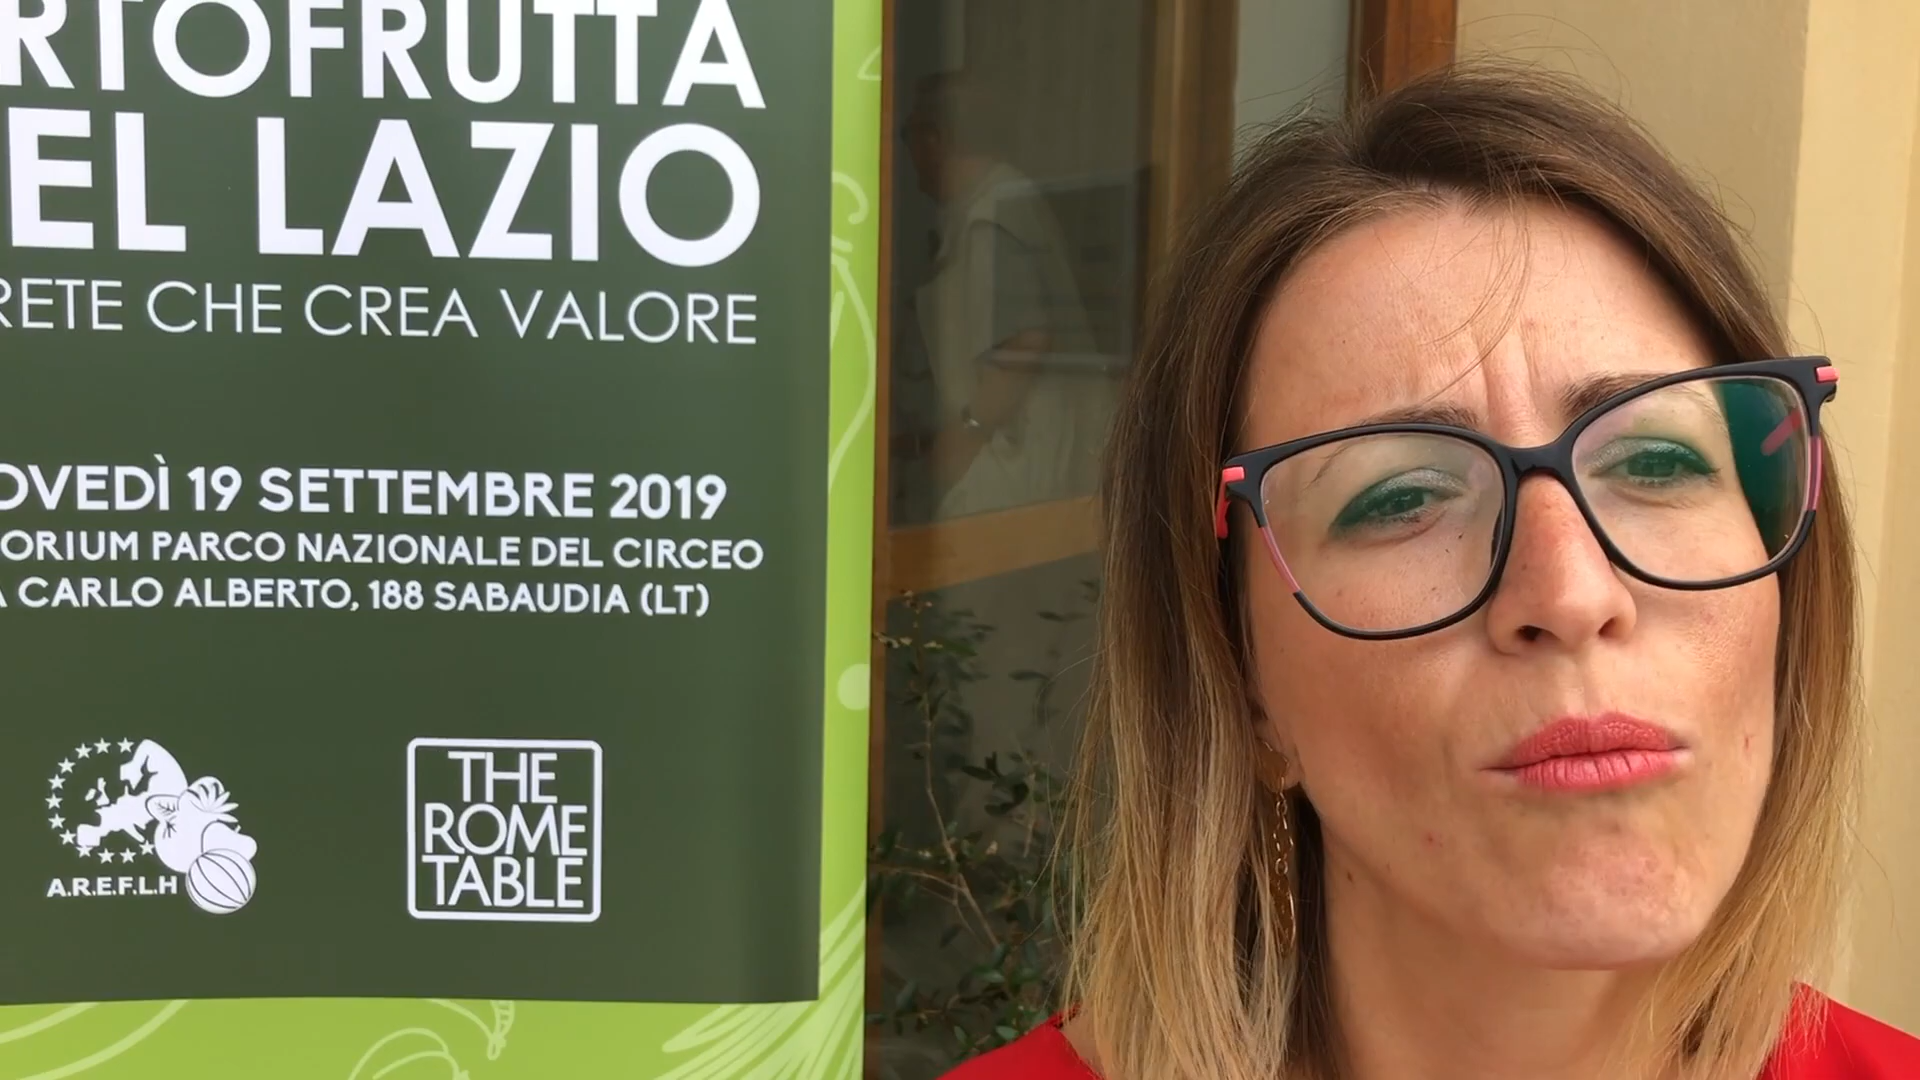 RTOFRUTTA
EL LAZIO
RETE CHE CREA VALORE
OVEDÌ 19 SETTEMBRE 2019
ORIUM PARCO NAZIONALE DEL CIRCEO
A CARLO ALBERTO, 188 SABAUDIA (LT)
A.R.E.F.L.H
THE
ROME
TABLE